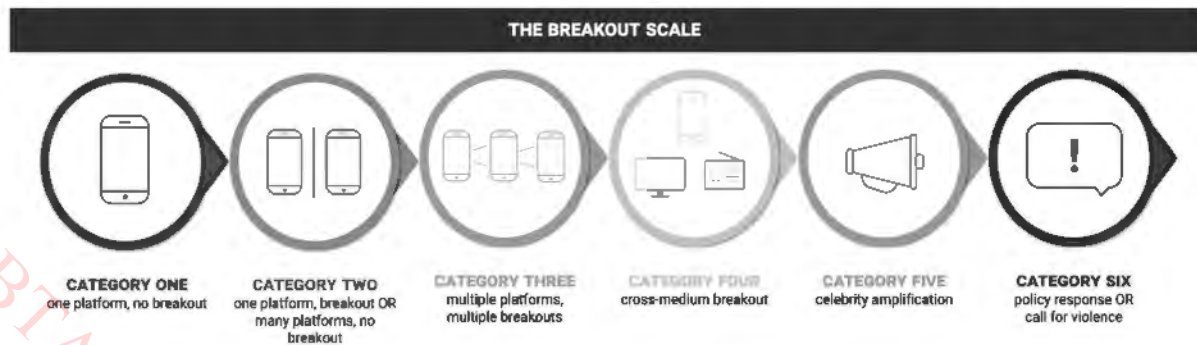 THE BREAKOUT SCALE
!
CATEGORY ONE
one platform, no breakout
CATEGORY TWO
one platform, breakout OR
many platforms, no
breakout
CATEGORY THREE
multiple platforms,
multiple breakouts
CATEGORY FOUR
cross-medium breakout
CATEGORY FIVE
celebrity amplification
CATEGORY SIX
policy response OR
call for violence